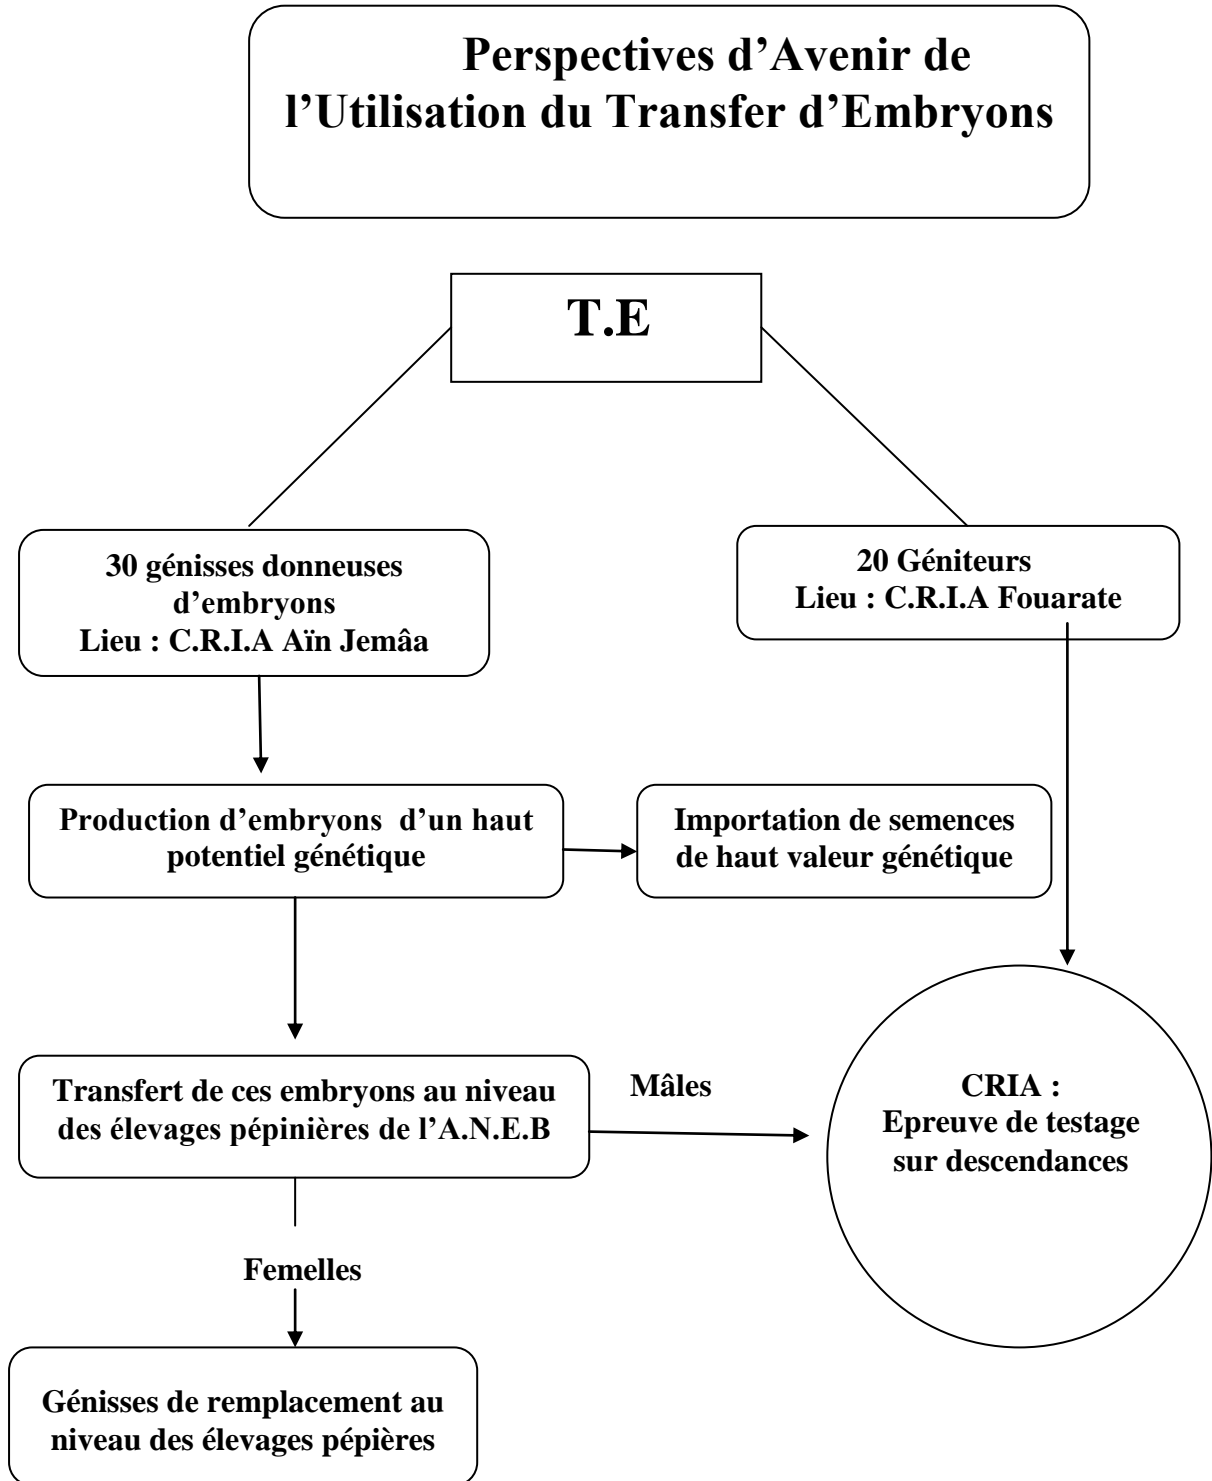 Perspectives d’Avenir de
l’Utilisation du Transfer d’Embryons
T.E
30 génisses donneuses
d’embryons
Lieu : C.R.I.A Aïn Jemâa
20 Géniteurs
Lieu : C.R.I.A Fouarate
Production d’embryons d’un haut
potentiel génétique
Importation de semences
de haut valeur génétique
Transfert de ces embryons au niveau
des élevages pépinières de l’A.N.E.B
Mâles
CRIA :
Epreuve de testage
sur descendances
Femelles
Génisses de remplacement au
niveau des élevages pépières